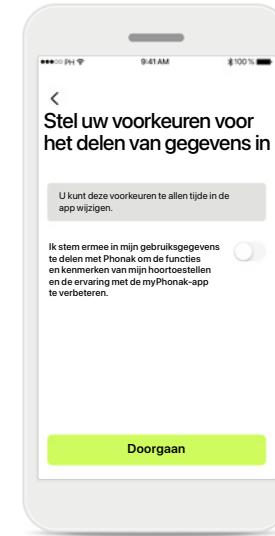 PH 9:41 AM 100 %
Stel uw voorkeuren voor
het delen van gegevens in
U kunt deze voorkeuren te allen tijde in de
app wijzigen.
Ik stem ermee in mijn gebruiksgegevens
te delen met Phonak om de functies
en kenmerken van mijn hoortoestellen
en de ervaring met de myPhonak-app
te verbeteren.
Doorgaan